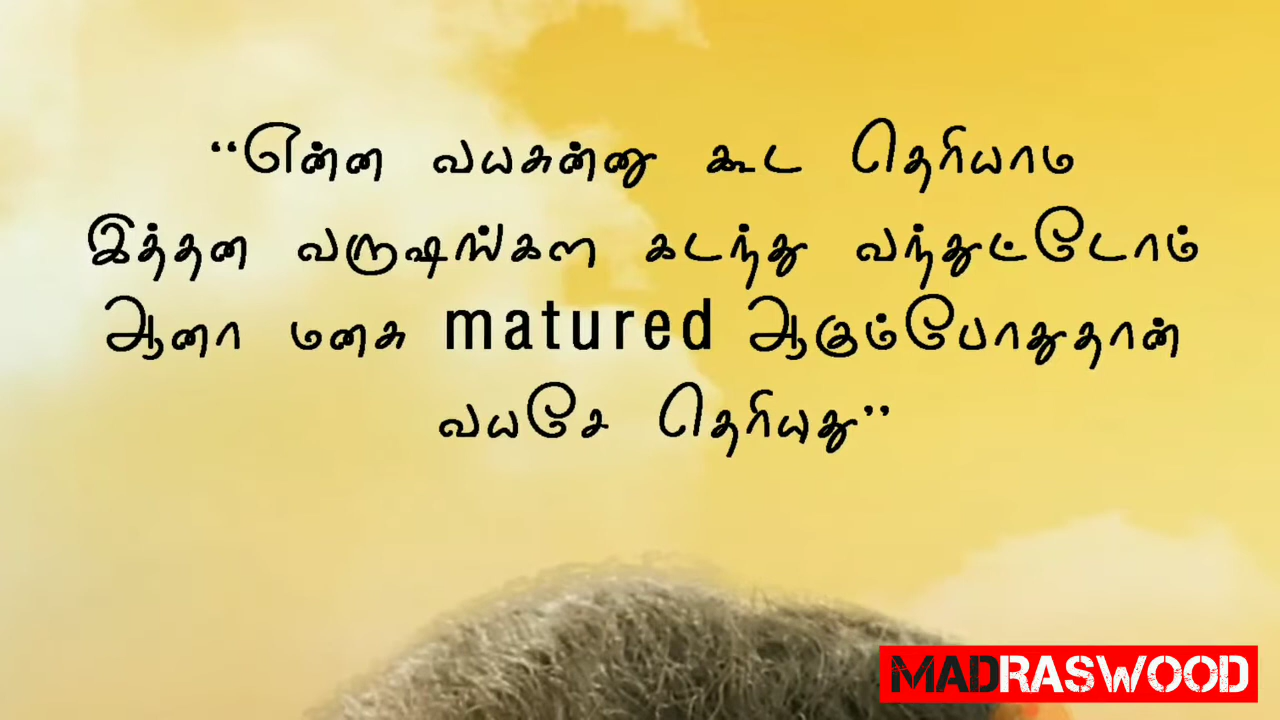 “என்ன வயசுன்னு கூட தெரியாம
இத்தன வருஷங்கள கடந்து வந்துட்டோம்
ஆனா மனசு matured ஆகும்போதுதான்
வயசே தெரியுது”
MADRASWOOD